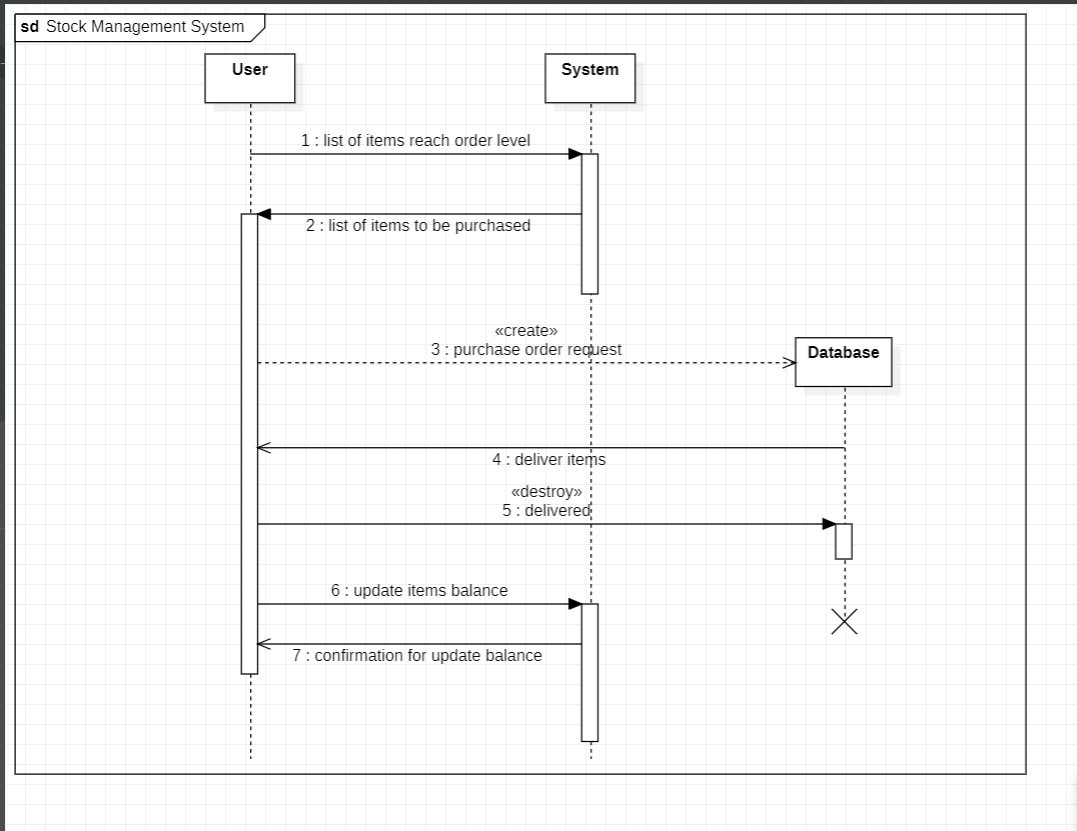 sd Stock Management System
User
System
1 : list of items reach order level
2 : list of items to be purchased
«create»
3 : purchase order request
Database
4 : deliver items
«destroy»
5 : delivered
6 : update items balance
7 : confirmation for update balance